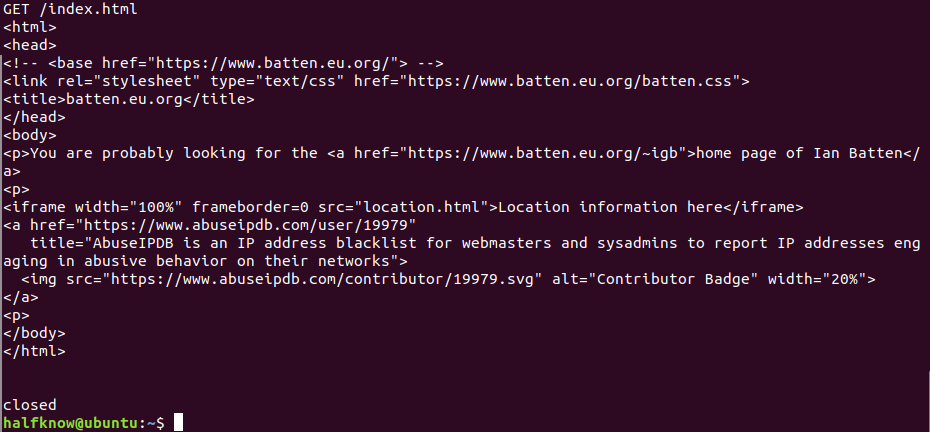 GET /index.html
<html>
<head>
<!-- <base href="https://www.batten.eu.org/"> -->
<link rel="stylesheet" type="text/css" href="https://www.batten.eu.org/batten.css">
<title>batten.eu.org</title>
</head>
<body>
<p>You are probably looking for the <a href="https://www.batten.eu.org/~igb">home page of Ian Batten</
a>
<p>
<iframe width="100%" frameborder=0 src="location.html">Location information here</iframe>
<a href="https://www.abuseipdb.com/user/19979"
   title="AbuseIPDB is an IP address blacklist for webmasters and sysadmins to report IP addresses eng
aging in abusive behavior on their networks">
  <img src="https://www.abuseipdb.com/contributor/19979.svg" alt="Contributor Badge" width="20%">
</a>
<p>
</body>
</html>
closed
halfknow@ubuntu:~$